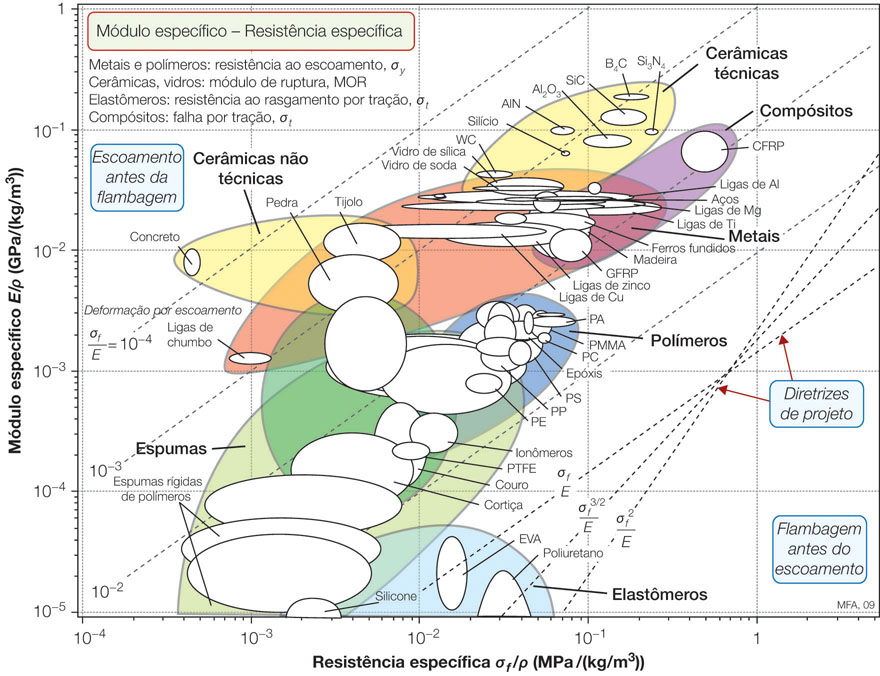 Módulo específico – Resistência específica
Metais e polímeros: resistência ao escoamento, σy
Cerâmicas, vidros: módulo de ruptura, MOR
Elastômeros: resistência ao rasgamento por tração, σt
Compósitos: falha por tração, σt
Escoamento
antes da
flambagem
Cerâmicas não
técnicas
Cerâmicas
técnicas
Compósitos
Si3N4
B4C
SiC
Al2O3
AlN
Silício
WC
Vidro de sílica
Vidro de soda
CFRP
Pedra
Tijolo
Concreto
Ligas de Al
Aços
Ligas de Mg
Ligas de Ti
Metais
Ferros fundidos
Madeira
GFRP
Ligas de zinco
Ligas de Cu
Deformação por escoamento
σf
E
= 10−4
Ligas de
chumbo
PA
Polímeros
PMMA
PC
Epóxis
PS
PP
PE
Diretrizes
de projeto
Espumas
10−3
Espumas rígidas
de polímeros
Ionômeros
PTFE
Couro
Cortiça
σf
E
σf3/2
E
σf2
E
Flambagem
antes do
escoamento
EVA
Poliuretano
Elastômeros
Silicone
10−2
MFA, 09
1
10−1
10−2
10−3
10−4
10−5
Módulo específico E/ρ (GPa/(kg/m3))
10−4
10−3
10−2
10−1
1
Resistência específica σf/ρ (MPa/(kg/m3))